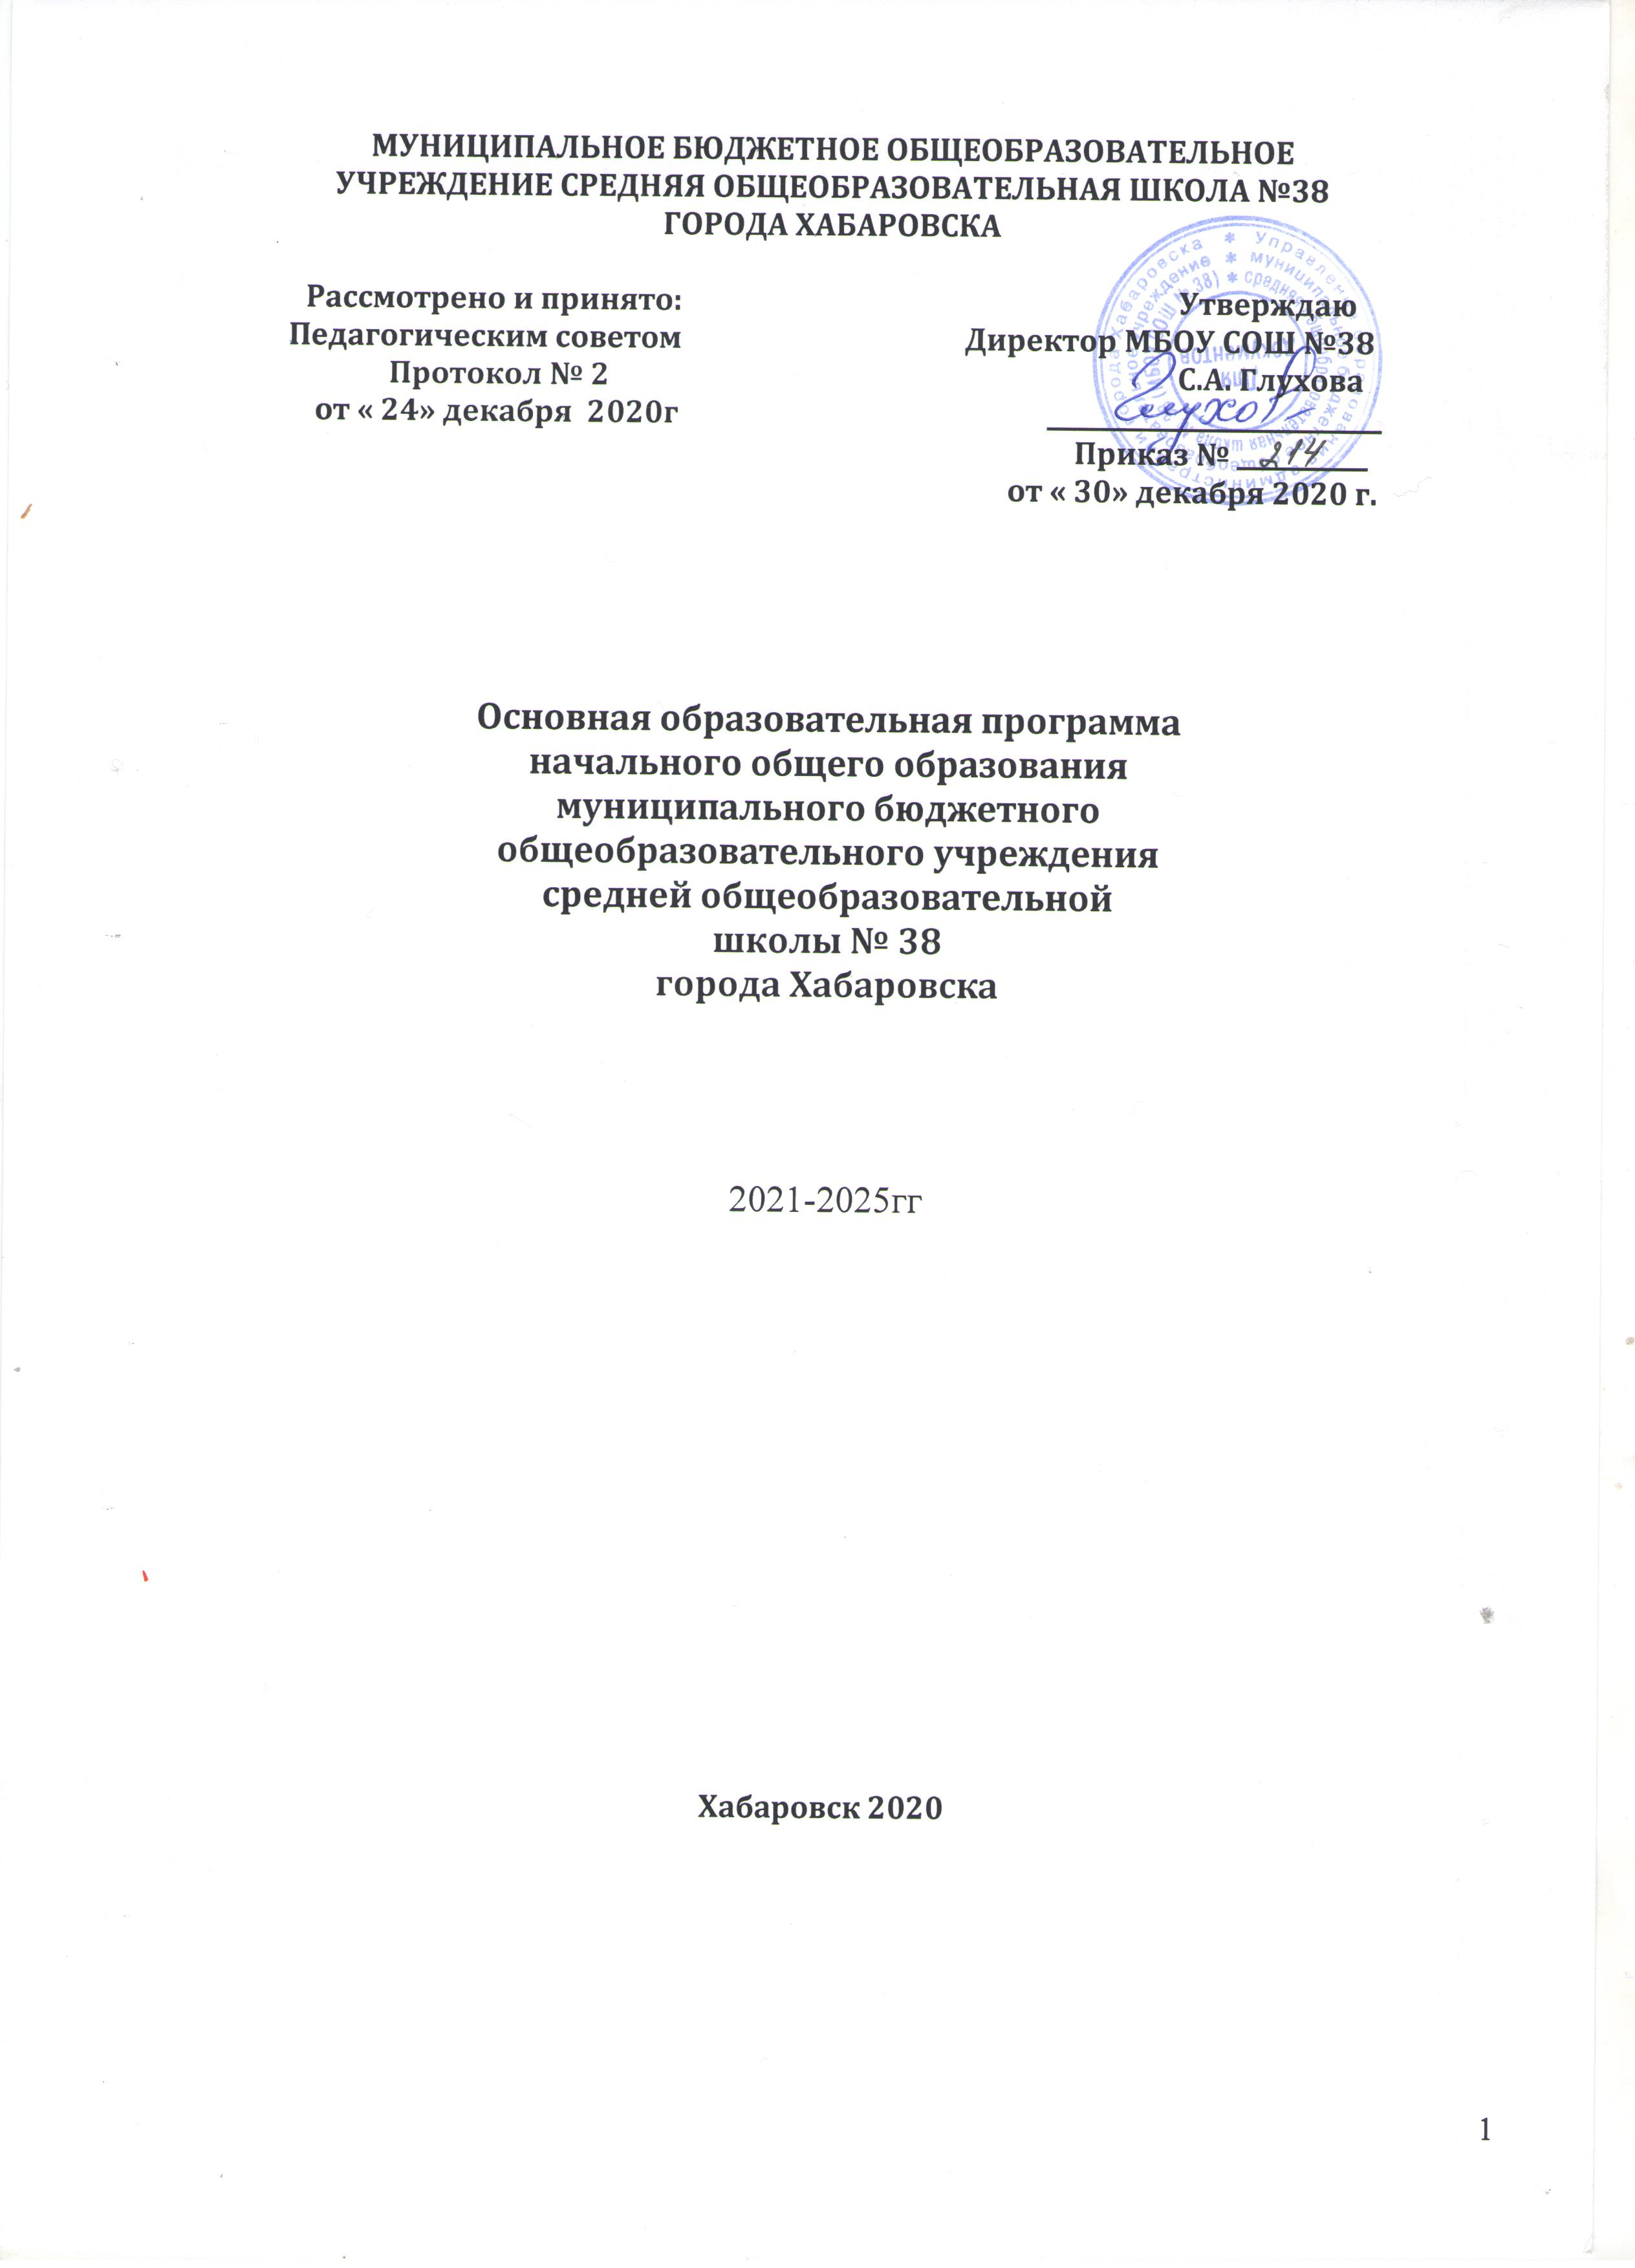 МУНИЦИПАЛЬНОЕ БЮДЖЕТНОЕ ОБЩЕОБРАЗОВАТЕЛЬНОЕ
УЧРЕЖДЕНИЕ СРЕДНЯЯ ОБЩЕОБРАЗОВАТЕЛЬНАЯ ШКОЛА №38
ГОРОДА ХАБАРОВСКА
Рассмотрено и принято:
Педагогическим советом
Протокол № 2
от « 24» декабря 2020г
Утверждаю
Директор МБОУ СОШ №38
С.А. Глухова
Приказ № 214
от « 30» декабря 2020 г.
Основная образовательная программа
начального общего образования
муниципального бюджетного
общеобразовательного учреждения
средней общеобразовательной
школы № 38
города Хабаровска
2021-2025гг
Хабаровск 2020
1